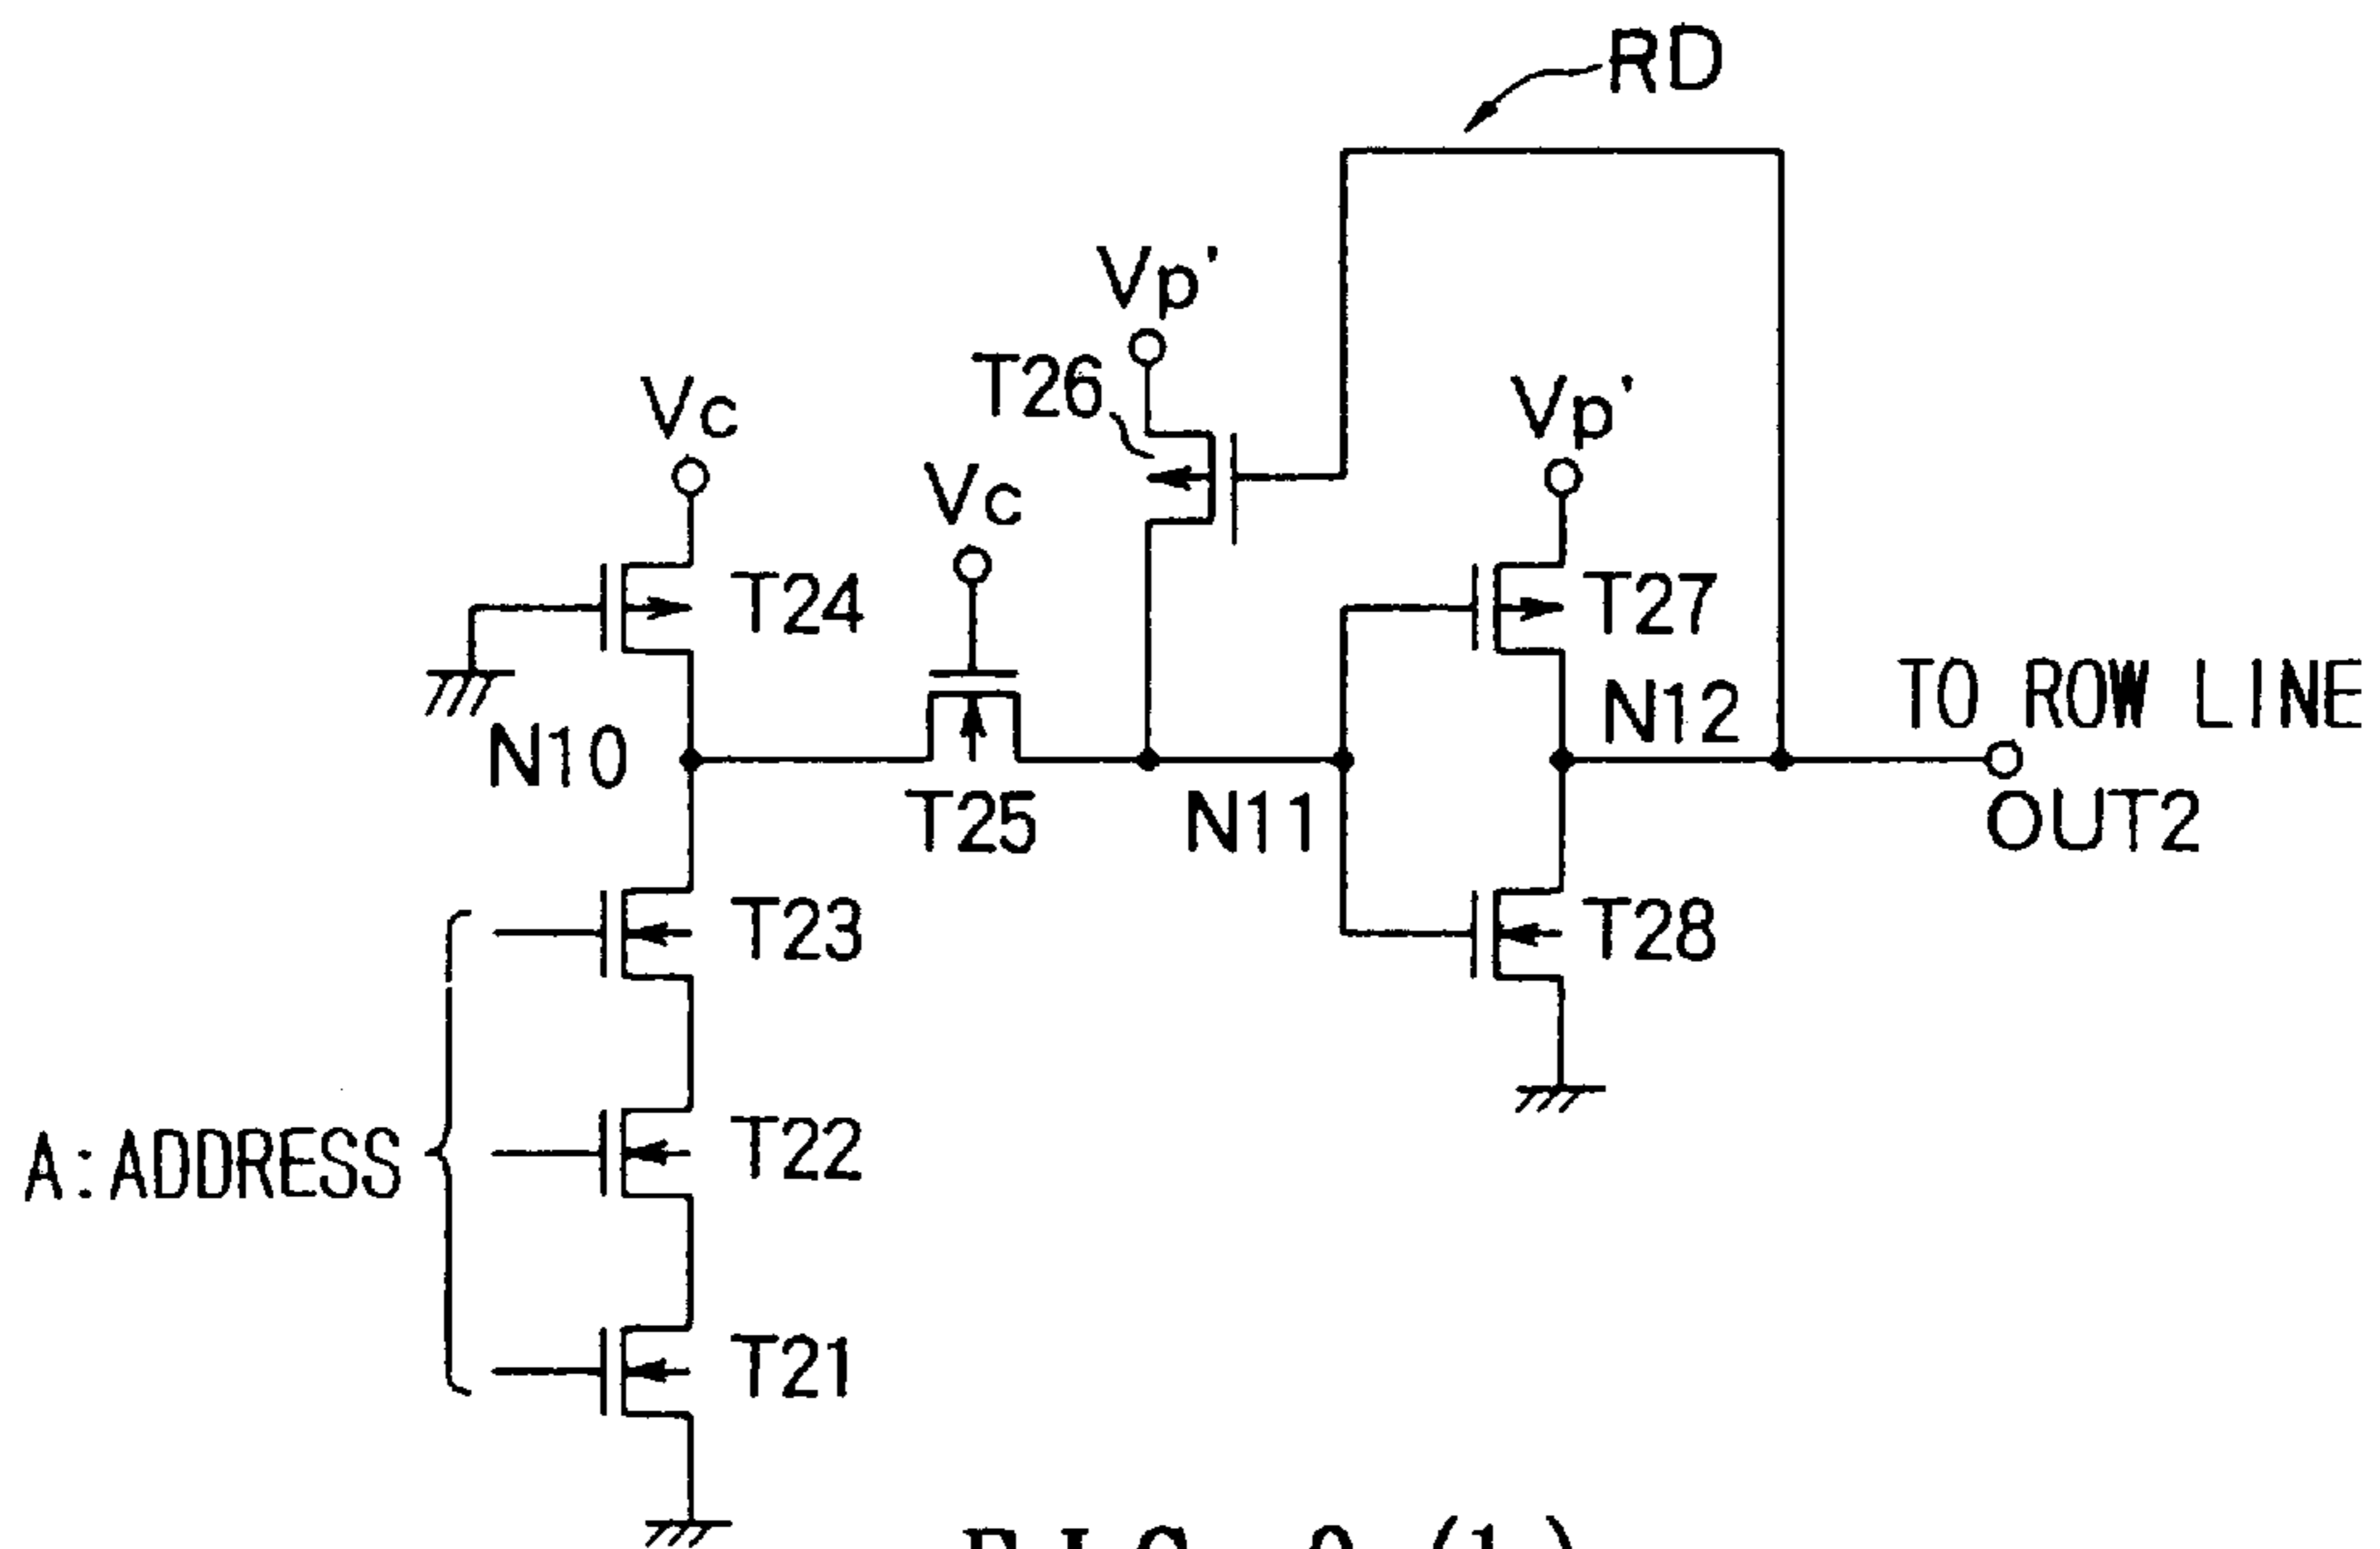 RD
Vp'
T26
Vc
Vp'
Vc
T24
T27
TO ROW LINE
N12
N10
T25
N11
OUT2
T23
T28
A:ADDRESS
T22
T21